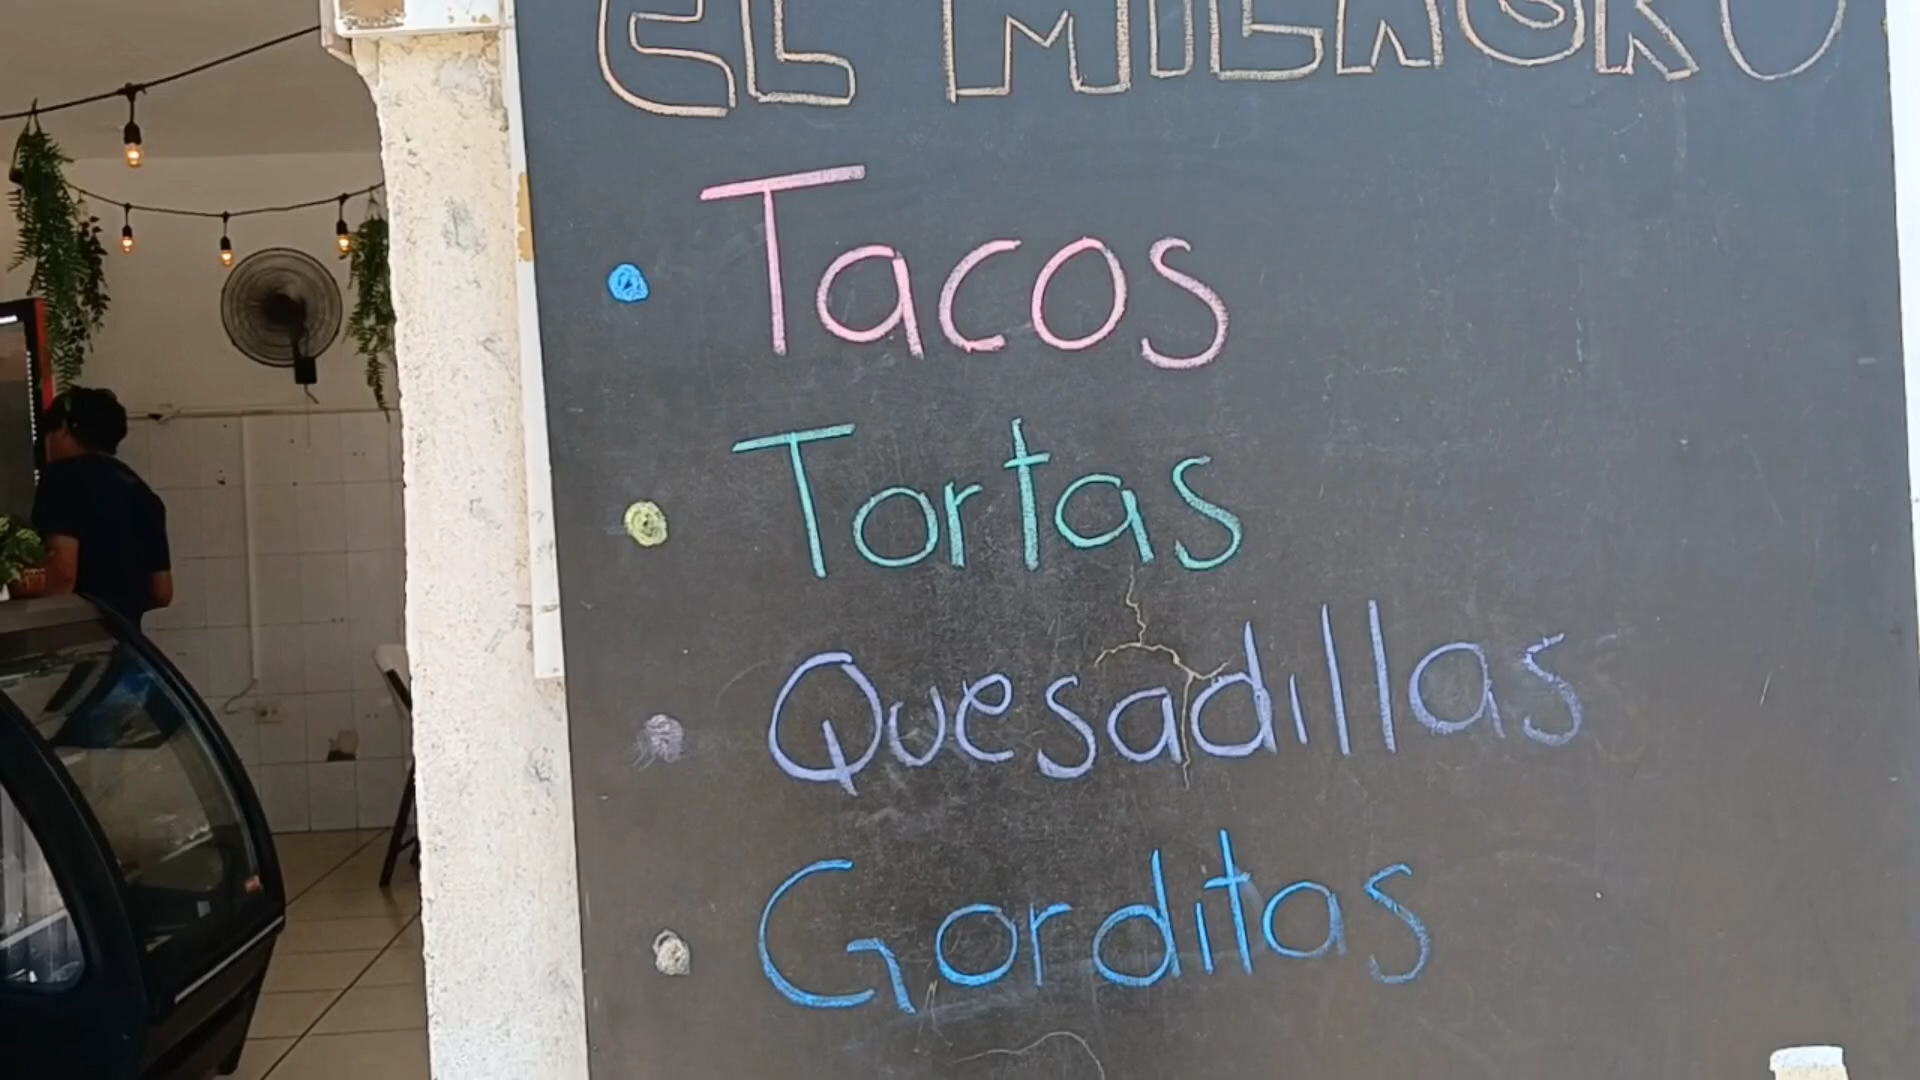 EL MILAGRO
• Tacos
• Tortas
• Quesadillas
• Gorditas